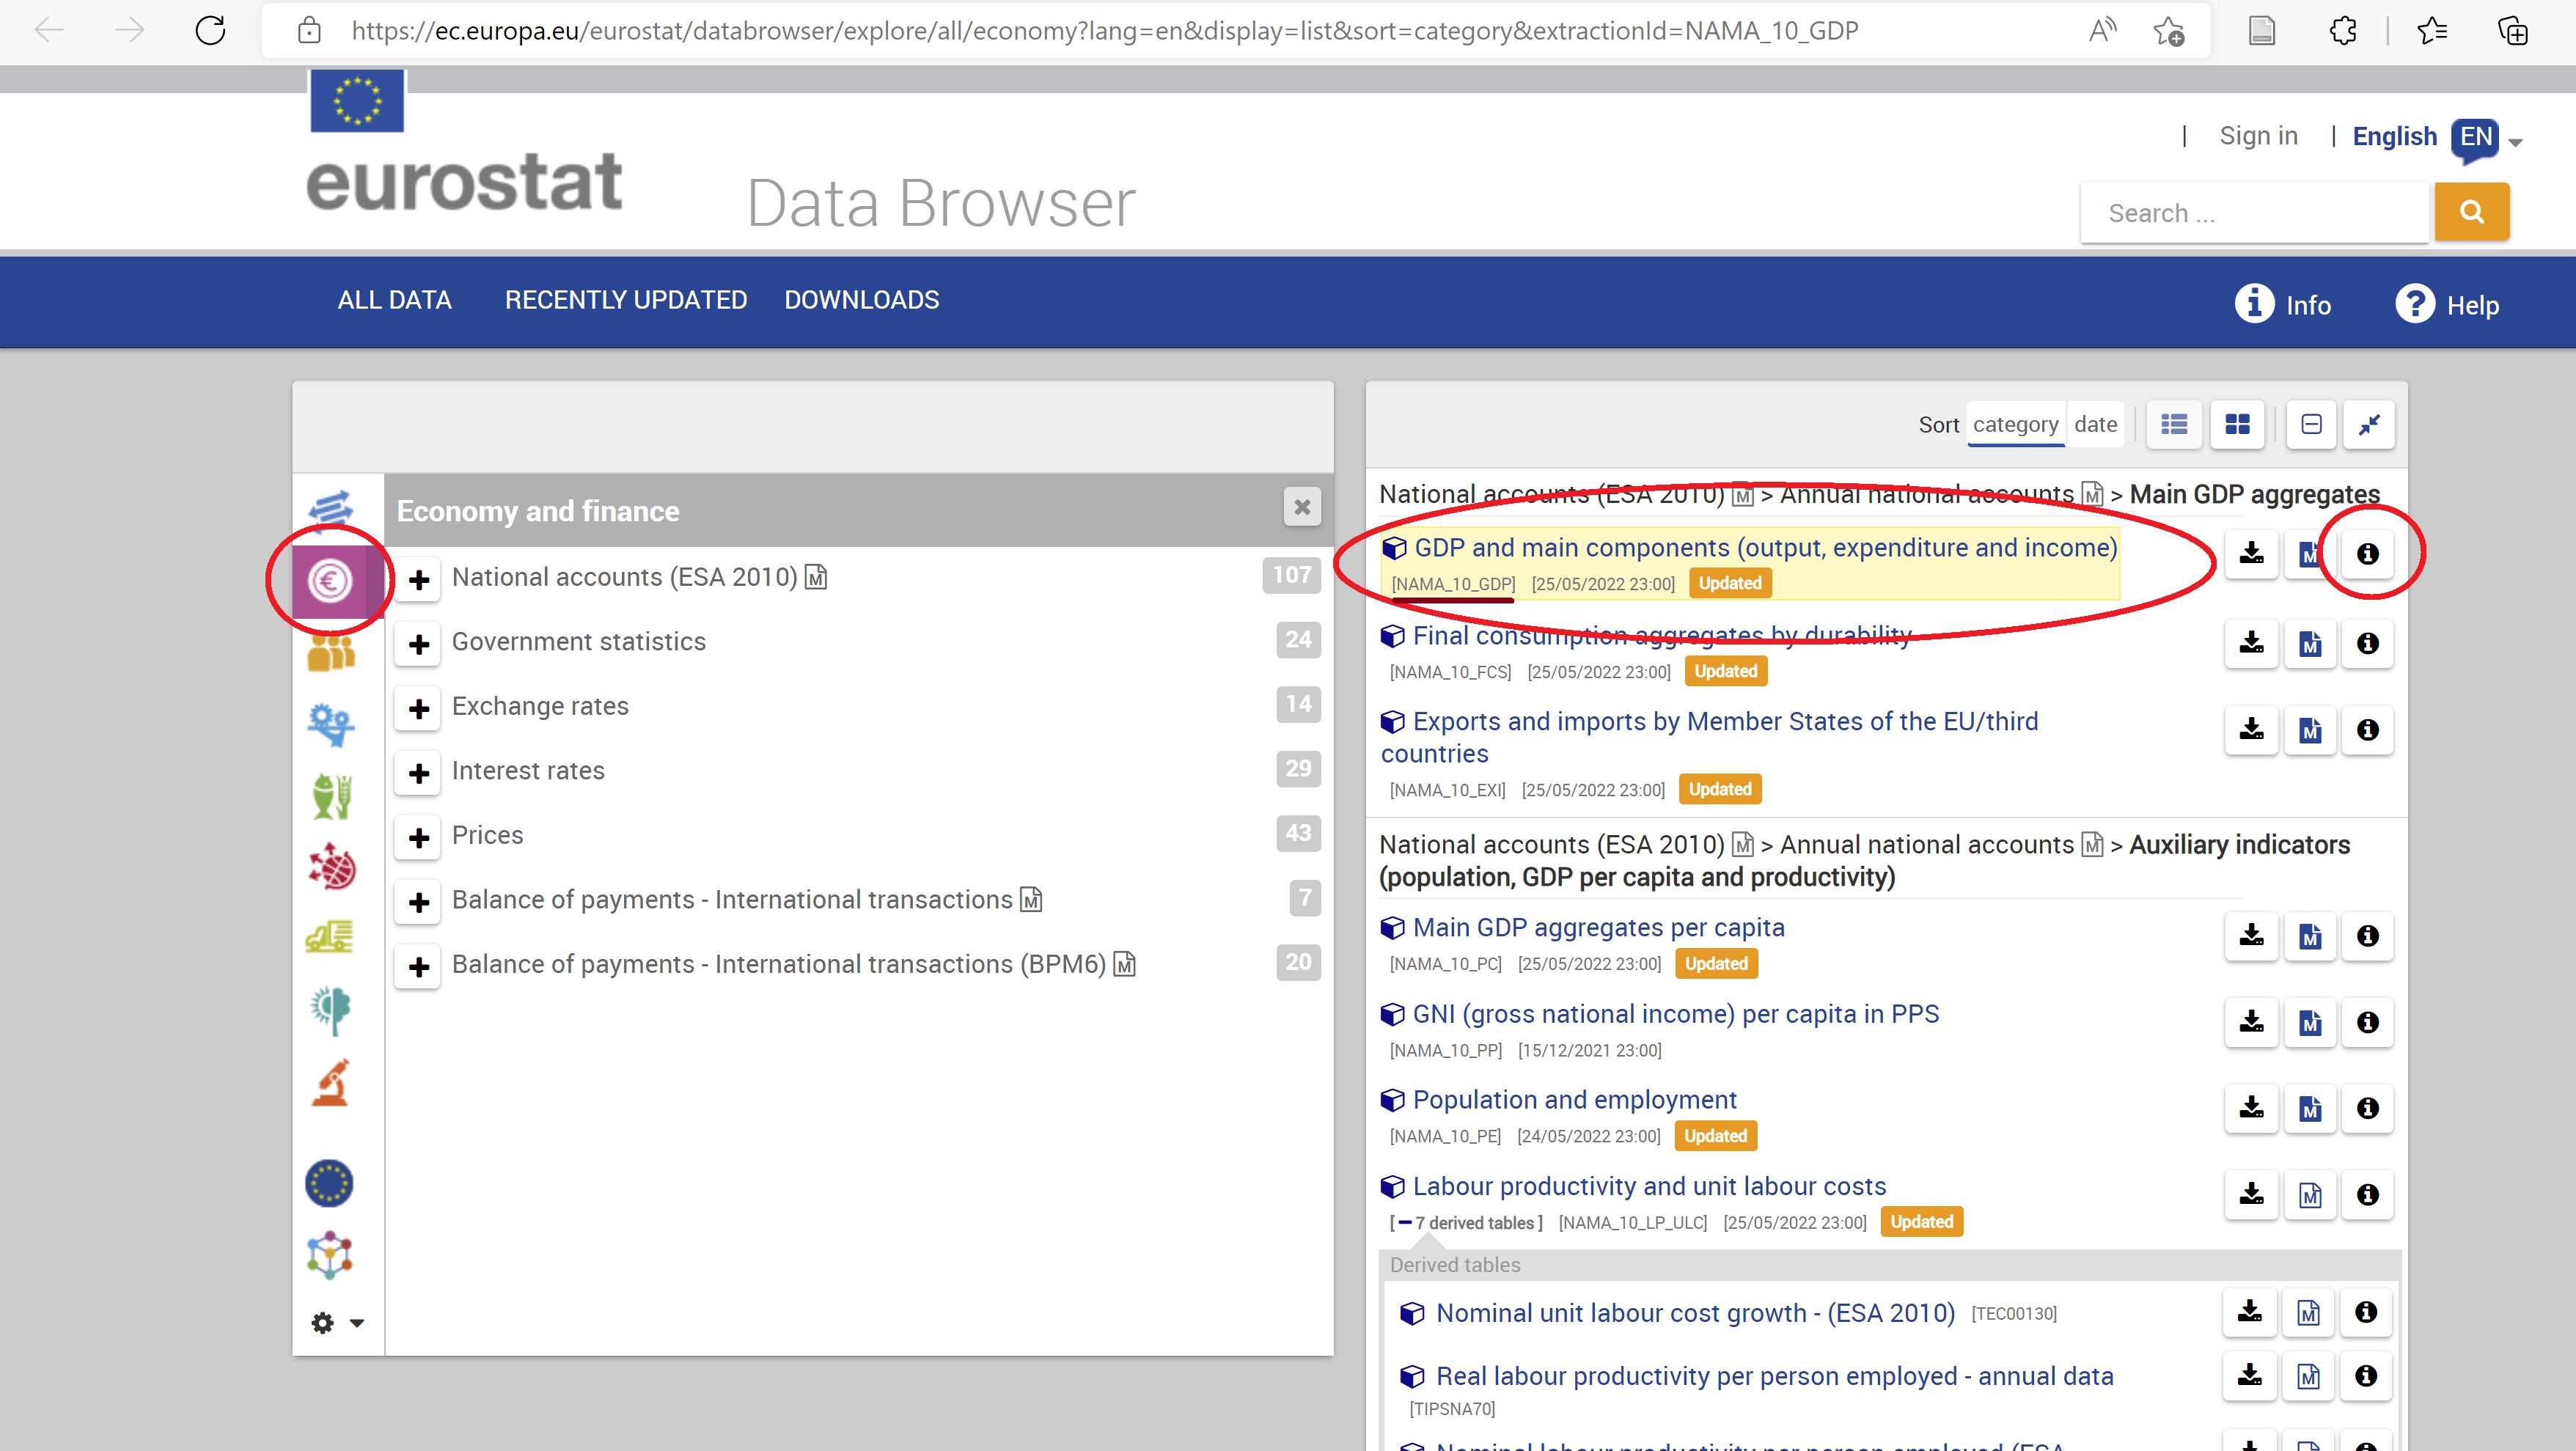 https://ec.europa.eu/eurostat/databrowser/explore/all/economy?lang=en&display=list&sort=category&extractionId=NAMA_10_GDP
eurostat
Data Browser
| Sign in | English EN
Search ...
ALL DATA RECENTLY UPDATED DOWNLOADS
Info Help
Economy and finance
National accounts (ESA 2010) M 107
Government statistics 24
Exchange rates 14
Interest rates 29
Prices 43
Balance of payments - International transactions M 7
Balance of payments - International transactions (BPM6) M 20
Sort category date
National accounts (ESA 2010) M > Annual national accounts M > Main GDP aggregates
GDP and main components (output, expenditure and income) M
[NAMA_10_GDP] [25/05/2022 23:00] Updated
Final consumption aggregates by durability M
[NAMA_10_FCS] [25/05/2022 23:00] Updated
Exports and imports by Member States of the EU/third M
countries
[NAMA_10_EXI] [25/05/2022 23:00] Updated
National accounts (ESA 2010) M > Annual national accounts M > Auxiliary indicators
(population, GDP per capita and productivity)
Main GDP aggregates per capita M
[NAMA_10_PC] [25/05/2022 23:00] Updated
GNI (gross national income) per capita in PPS M
[NAMA_10_PP] [15/12/2021 23:00]
Population and employment M
[NAMA_10_PE] [24/05/2022 23:00] Updated
Labour productivity and unit labour costs M
[ – 7 derived tables ] [NAMA_10_LP_ULC] [25/05/2022 23:00] Updated
Derived tables
Nominal unit labour cost growth - (ESA 2010) [TEC00130] M
Real labour productivity per person employed - annual data M
[TIPSNA70]
Nominal labour productivity per person employed (ESA